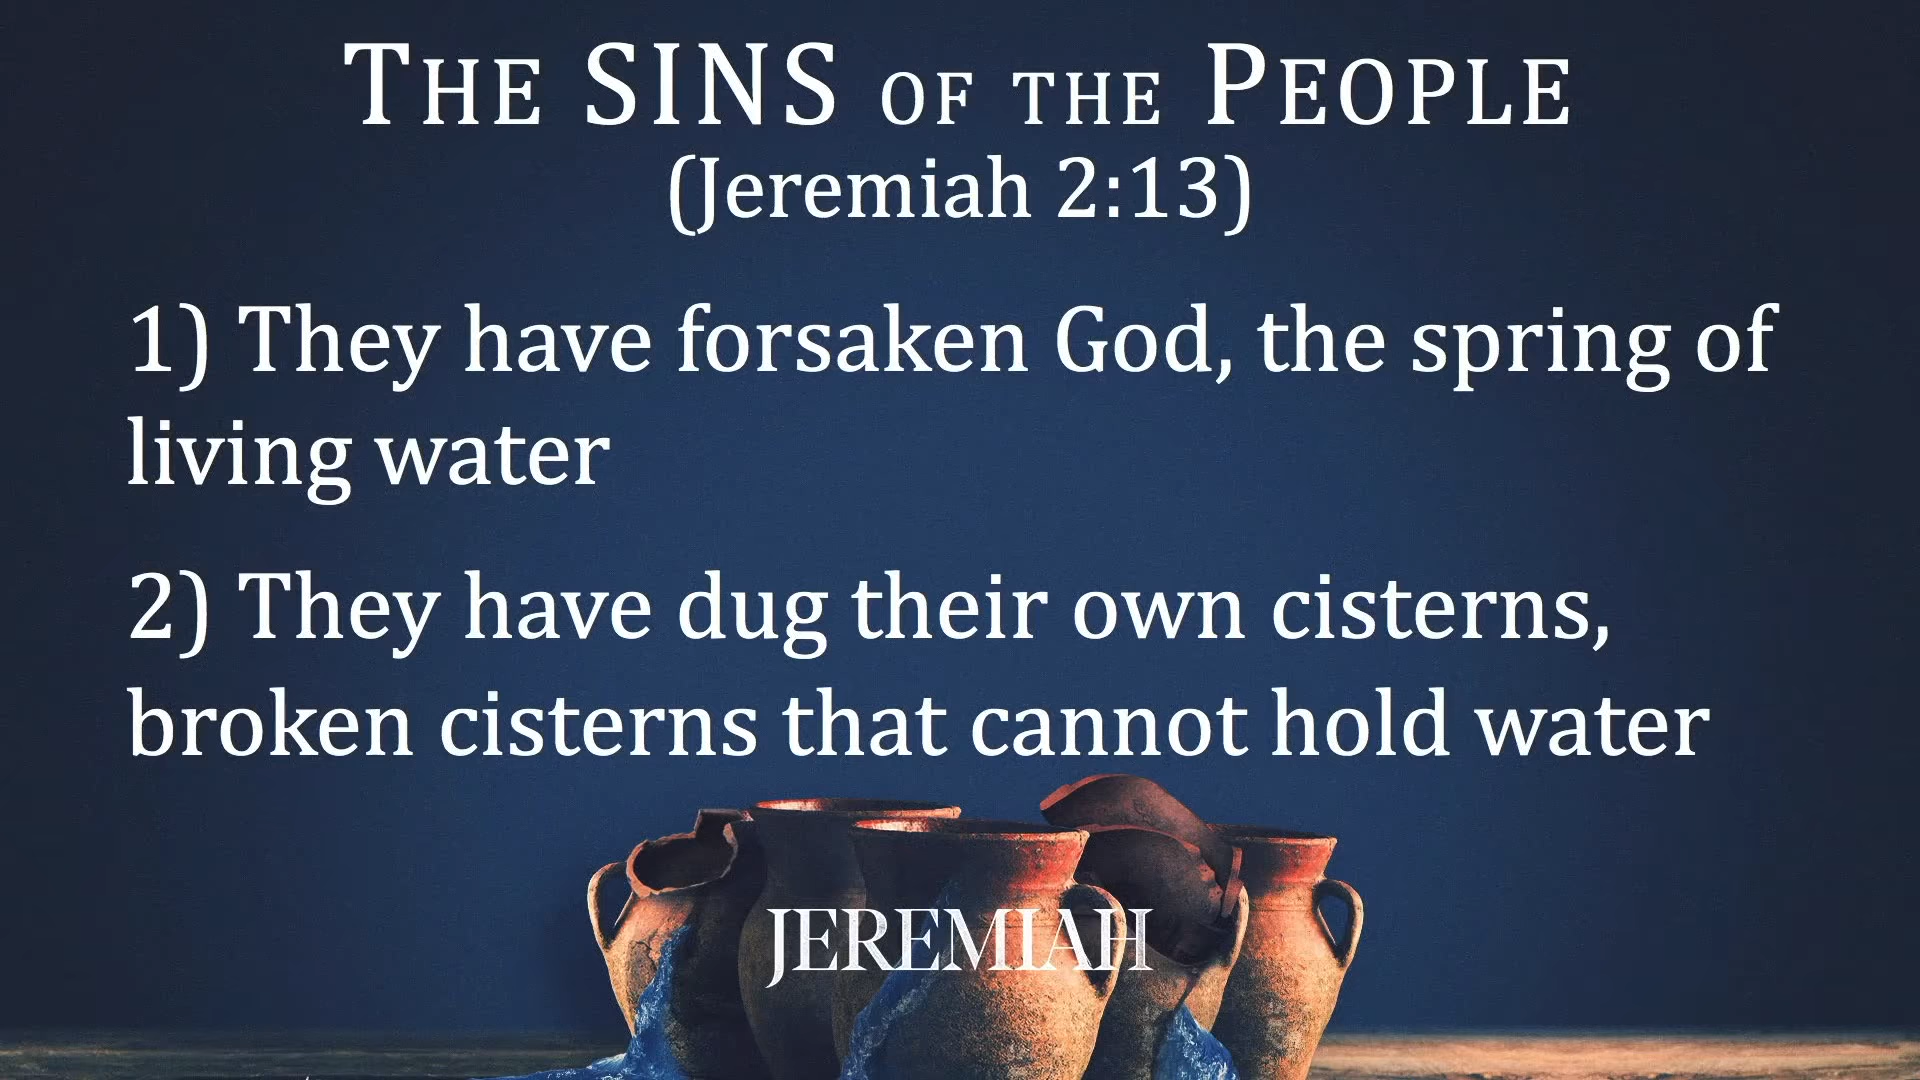 THE SINS OF THE PEOPLE
(Jeremiah 2:13)
1) They have forsaken God, the spring of
living water
2) They have dug their own cisterns,
broken cisterns that cannot hold water
JEREMIAH